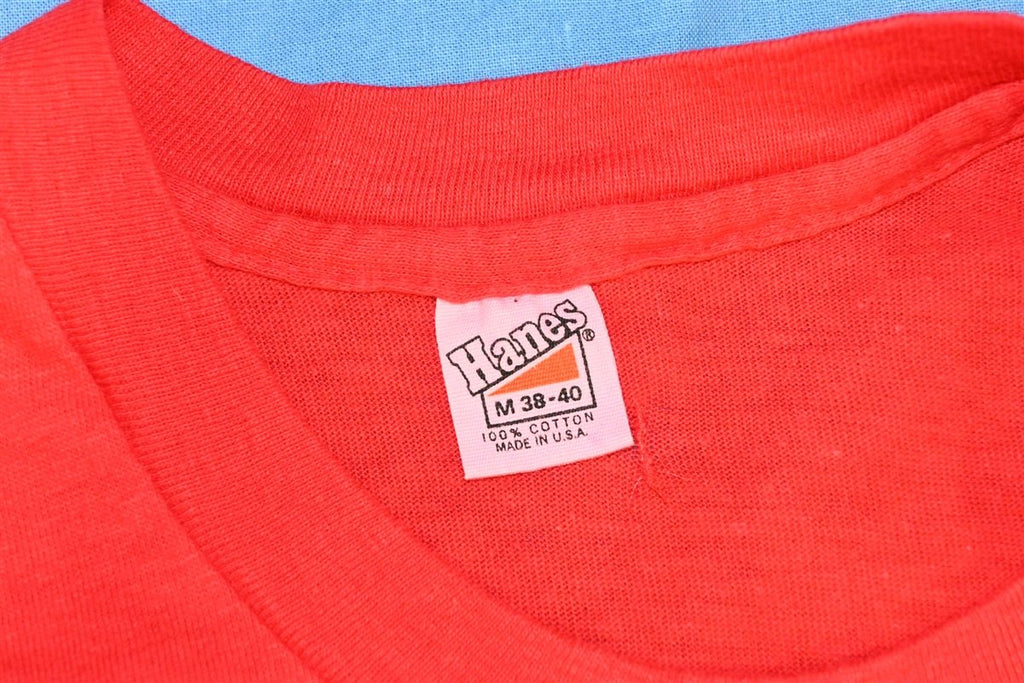 Hanes®
M 38-40
100% COTTON
MADE IN U.S.A.